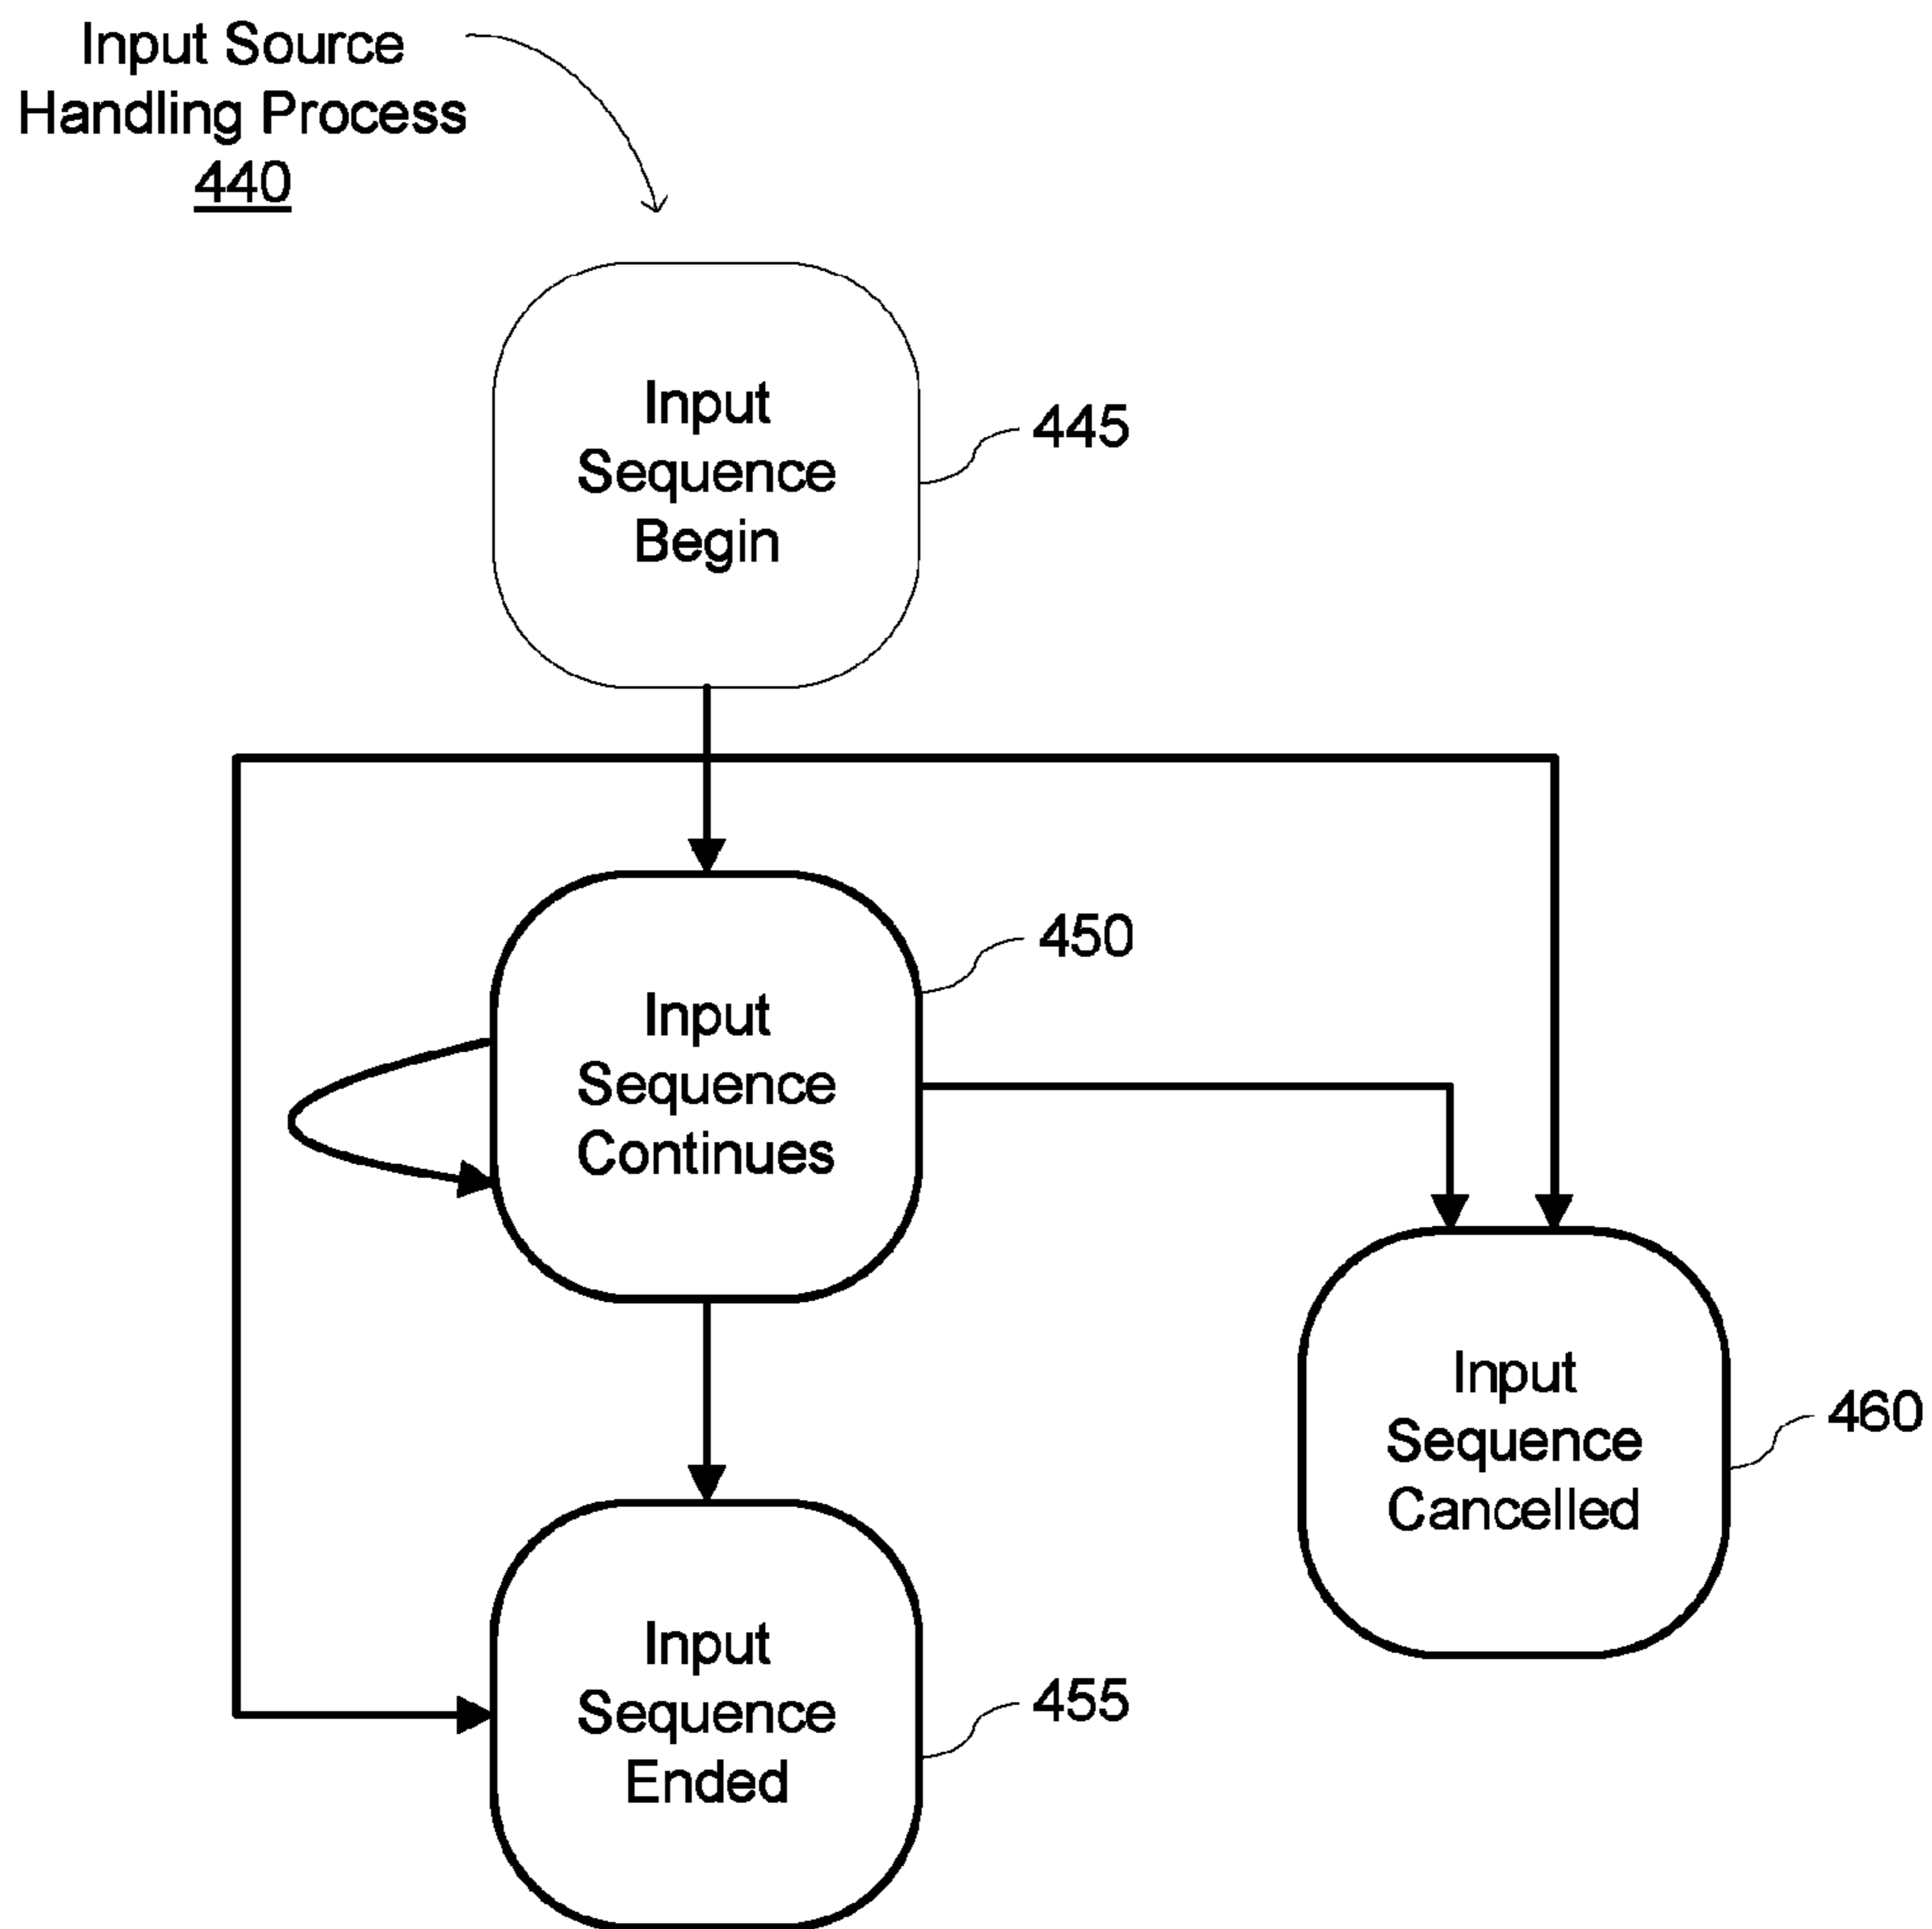 Input Source
Handling Process
440
Input
Sequence
Begin
445
Input
Sequence
Continues
450
Input
Sequence
Cancelled
460
Input
Sequence
Ended
455